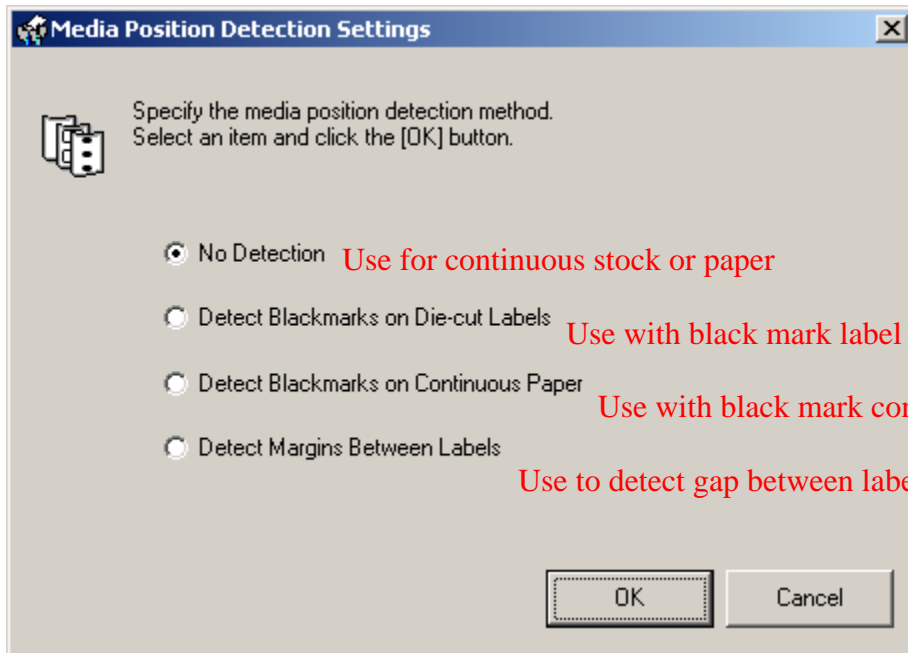 Media Position Detection Settings
Specify the media position detection method.
Select an item and click the [OK] button.
No Detection Use for continuous stock or paper
Detect Blackmarks on Die-cut Labels Use with black mark label
Detect Blackmarks on Continuous Paper Use with black mark
Detect Margins Between Labels Use to detect gap between
OK Cancel